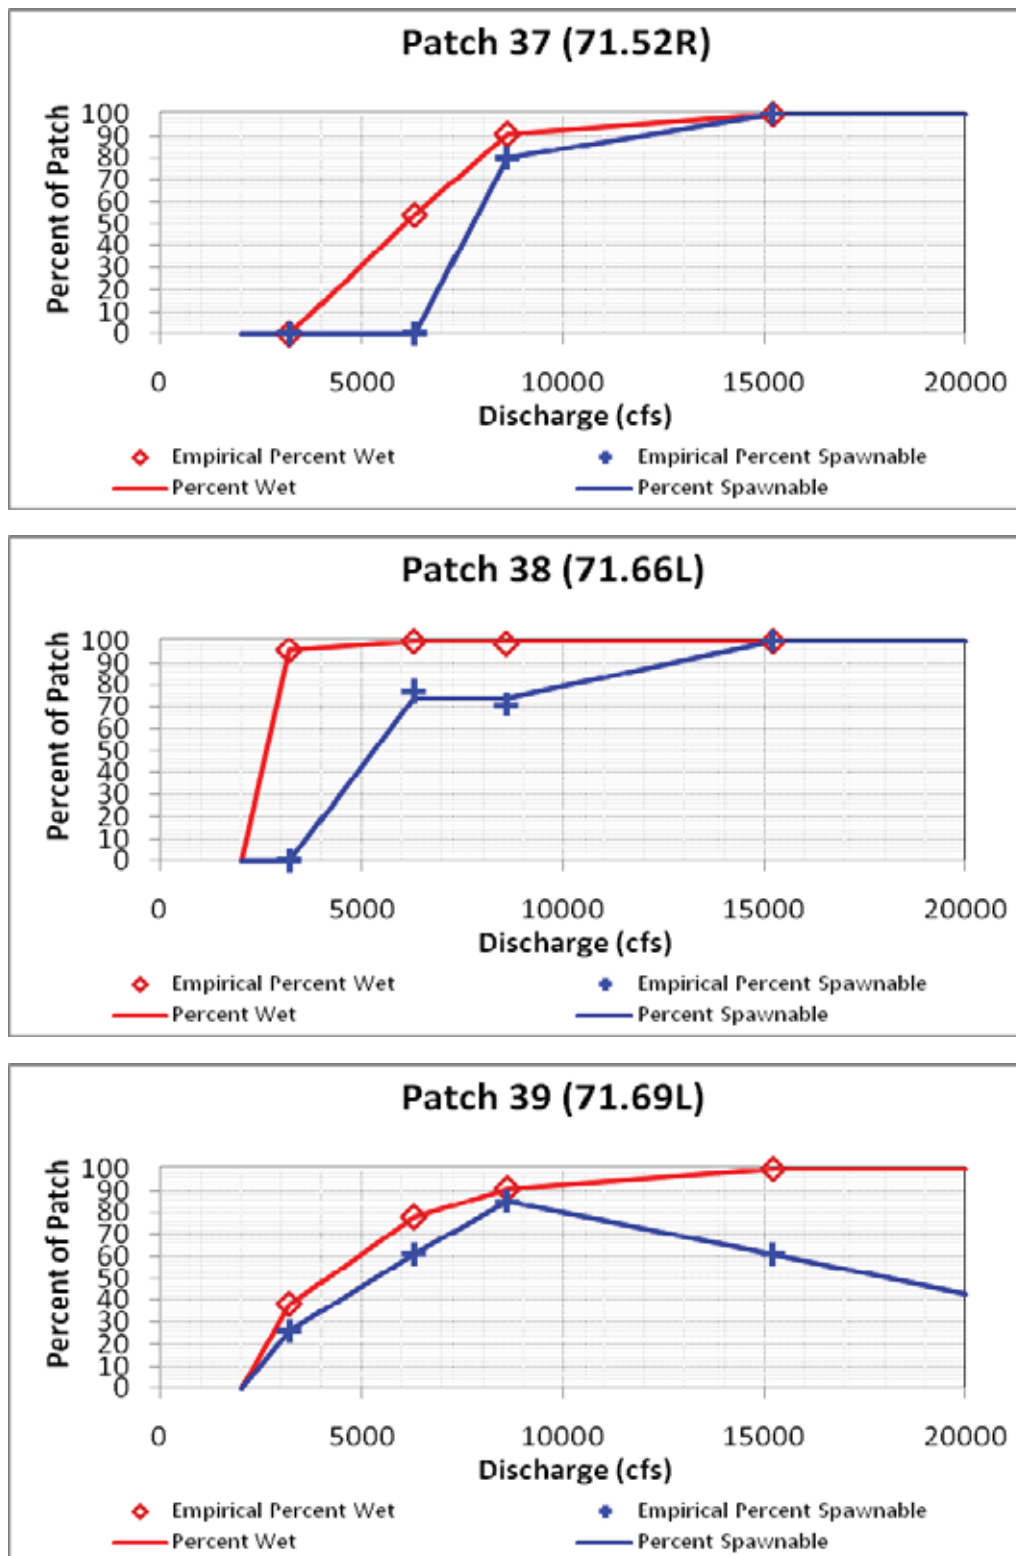 Patch 37 (71.52R)
Percent of Patch
100
90
80
70
60
50
40
30
20
10
0
0 5000 10000 15000 20000
Discharge (cfs)
Empirical Percent Wet Empirical Percent Spawnable
Percent Wet Percent Spawnable
Patch 38 (71.66L)
Percent of Patch
100
90
80
70
60
50
40
30
20
10
0
0 5000 10000 15000 20000
Discharge (cfs)
Empirical Percent Wet Empirical Percent Spawnable
Percent Wet Percent Spawnable
Patch 39 (71.69L)
Percent of Patch
100
90
80
70
60
50
40
30
20
10
0
0 5000 10000 15000 20000
Discharge (cfs)
Empirical Percent Wet Empirical Percent Spawnable
Percent Wet Percent Spawnable